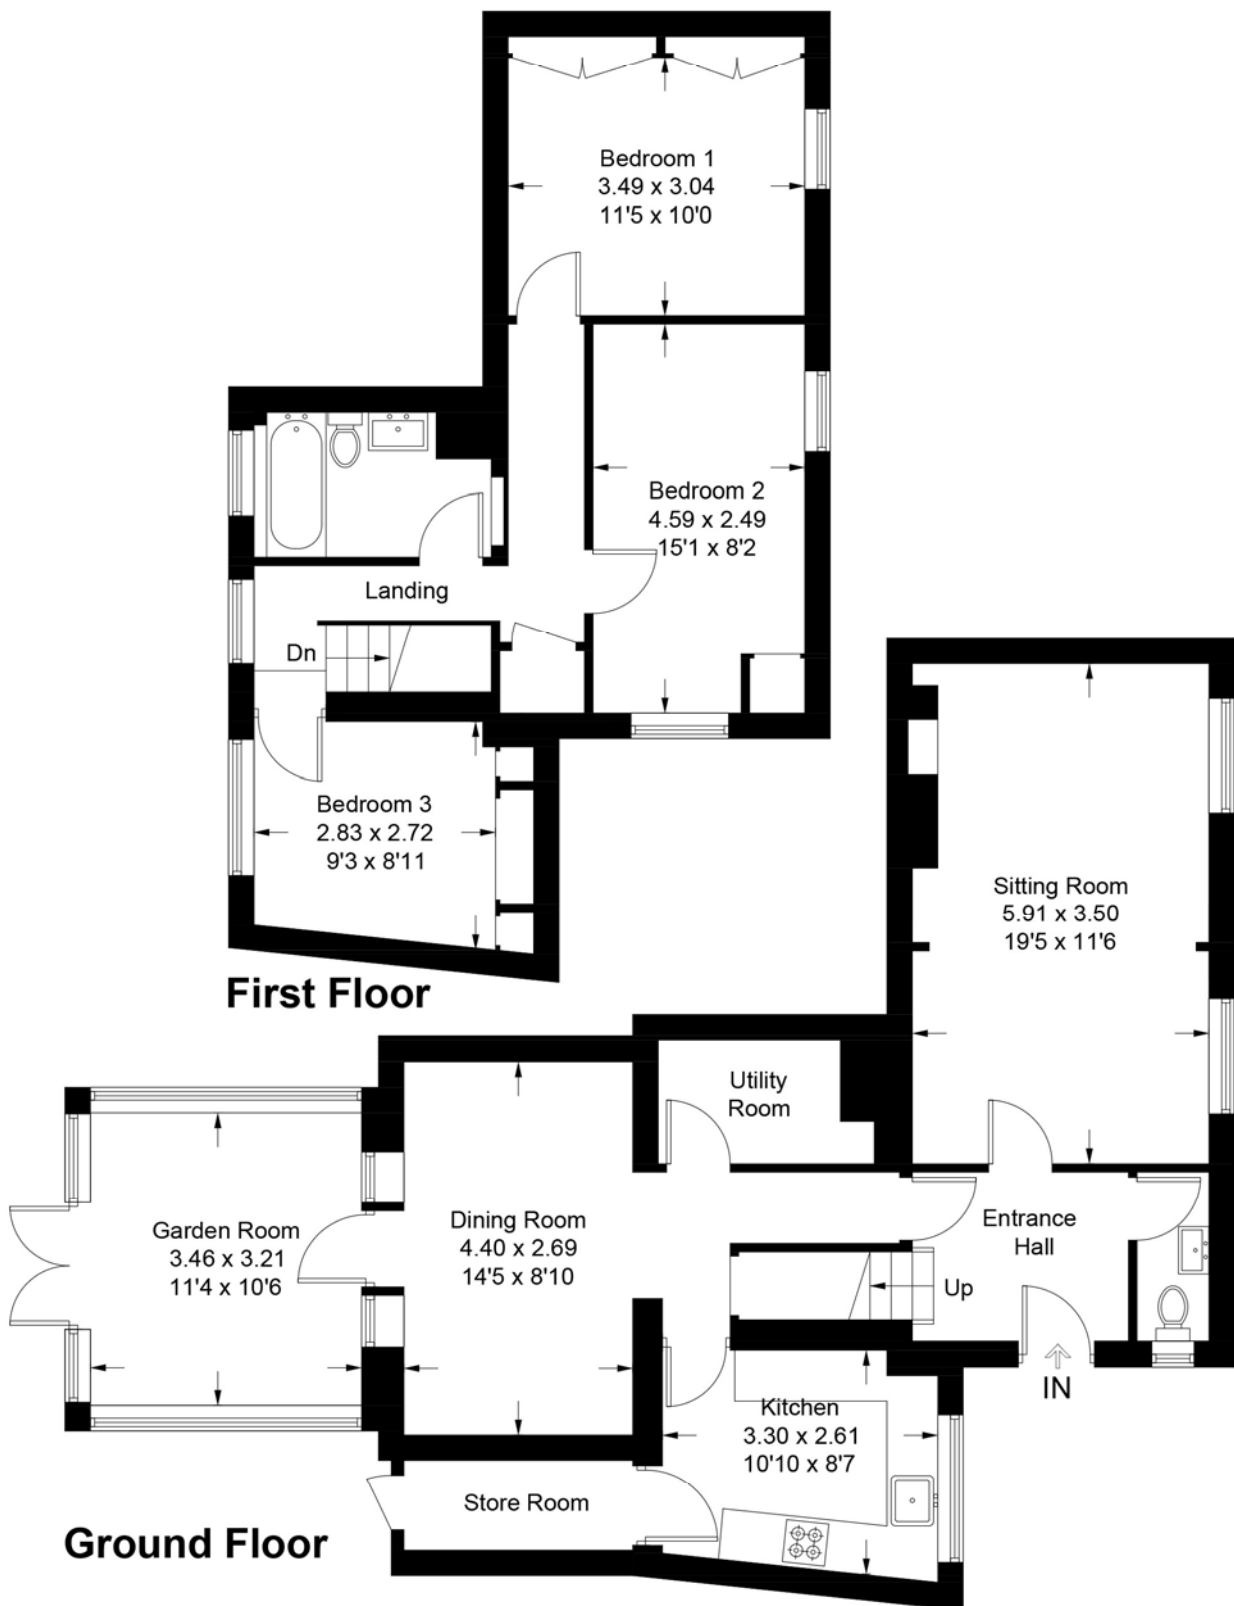 Bedroom 1
3.49 x 3.04
11'5 x 10'0
Bedroom 2
4.59 x 2.49
15'1 x 8'2
Landing
Dn
Bedroom 3
2.83 x 2.72
9'3 x 8'11
First Floor
Sitting Room
5.91 x 3.50
19'5 x 11'6
Utility
Room
Garden Room
3.46 x 3.21
11'4 x 10'6
Dining Room
4.40 x 2.69
14'5 x 8'10
Entrance
Hall
Up
IN
Kitchen
3.30 x 2.61
10'10 x 8'7
Store Room
Ground Floor